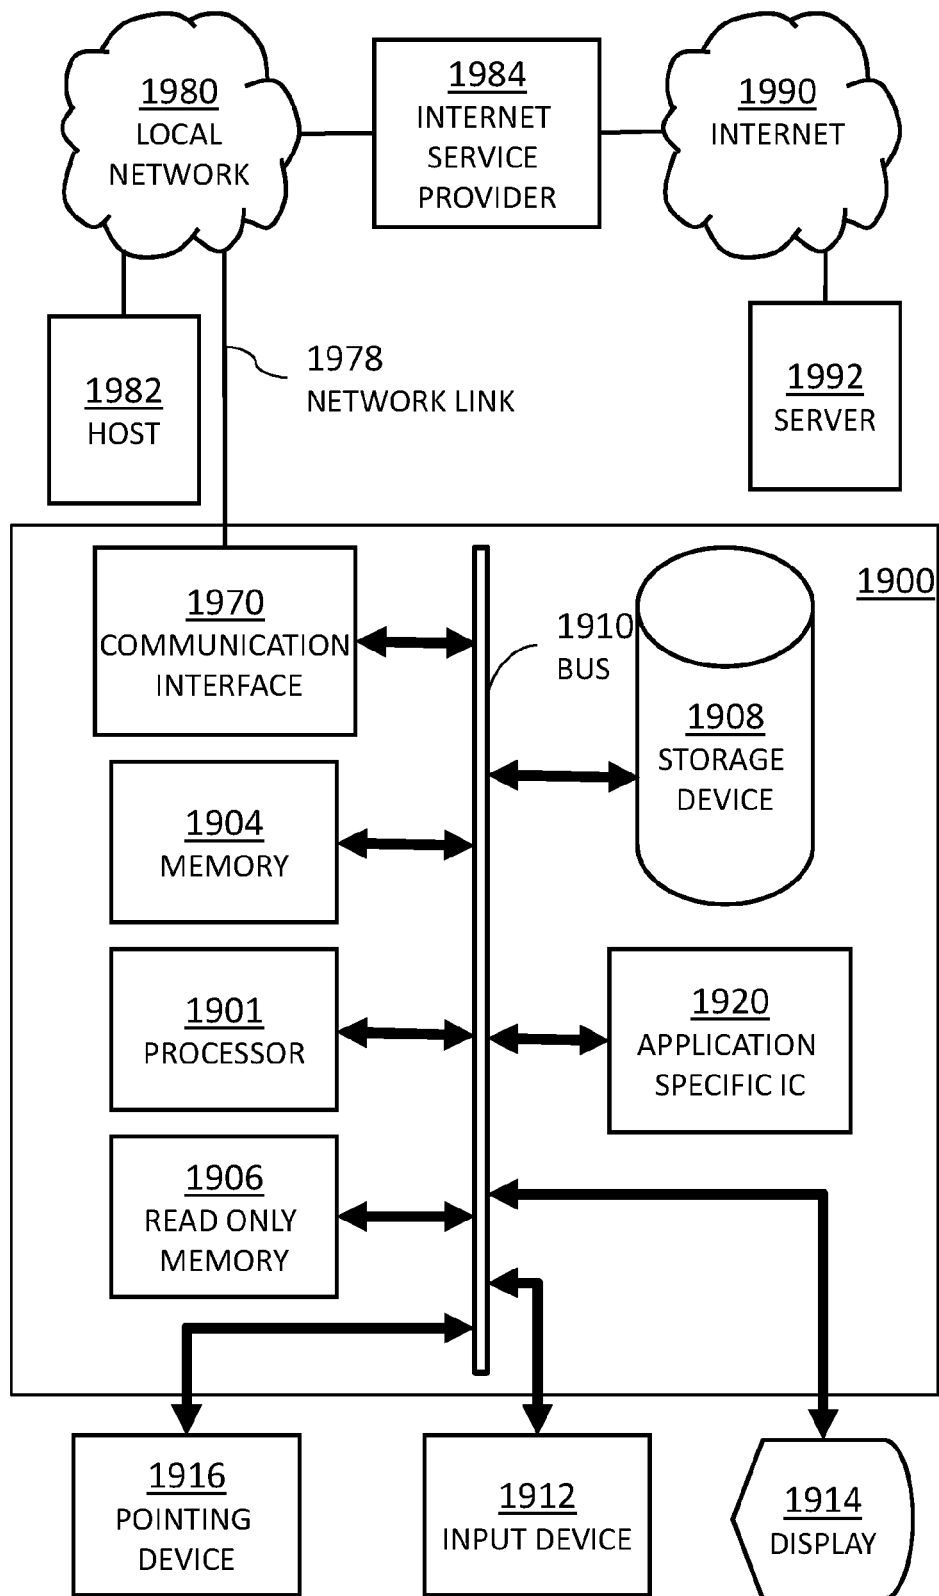 1980
LOCAL
NETWORK
1984
INTERNET
SERVICE
PROVIDER
1990
INTERNET
1982
HOST
1978
NETWORK LINK
1992
SERVER
1900
1970
COMMUNICATION
INTERFACE
1910
BUS
1908
STORAGE
DEVICE
1904
MEMORY
1901
PROCESSOR
1920
APPLICATION
SPECIFIC IC
1906
READ ONLY
MEMORY
1916
POINTING
DEVICE
1912
INPUT DEVICE
1914
DISPLAY